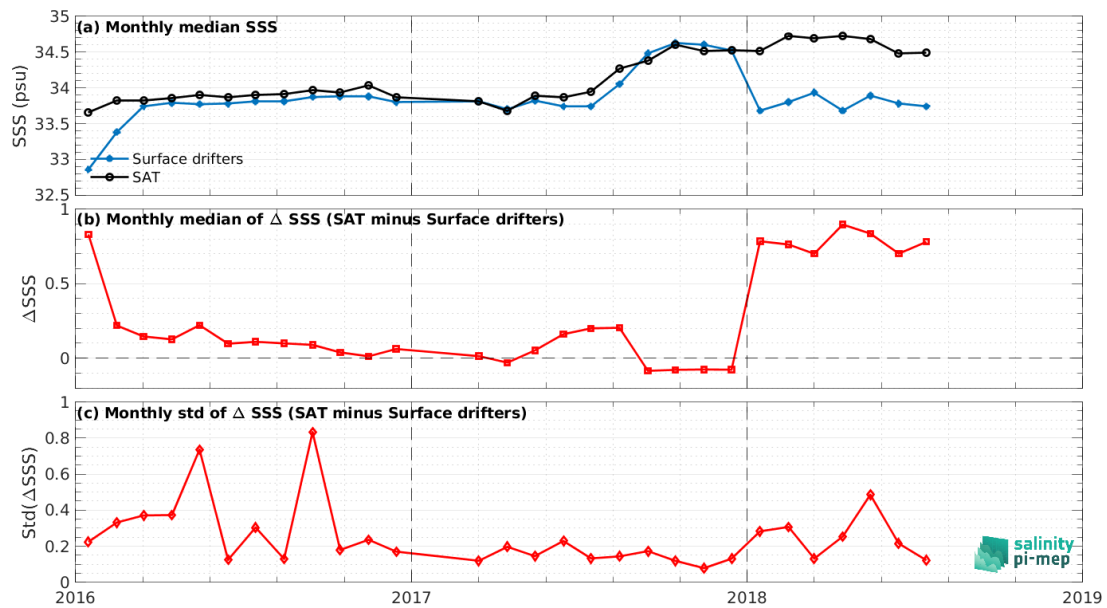 (a) Monthly median SSS
35
34.5
34
33.5
33
32.5
SSS (psu)
Surface drifters
SAT
(b) Monthly median of Δ SSS (SAT minus Surface drifters)
1
0.5
0
ΔSSS
(c) Monthly std of Δ SSS (SAT minus Surface drifters)
1
0.8
0.6
0.4
0.2
0
Std(ΔSSS)
salinity
pi-mep
2016
2017
2018
2019